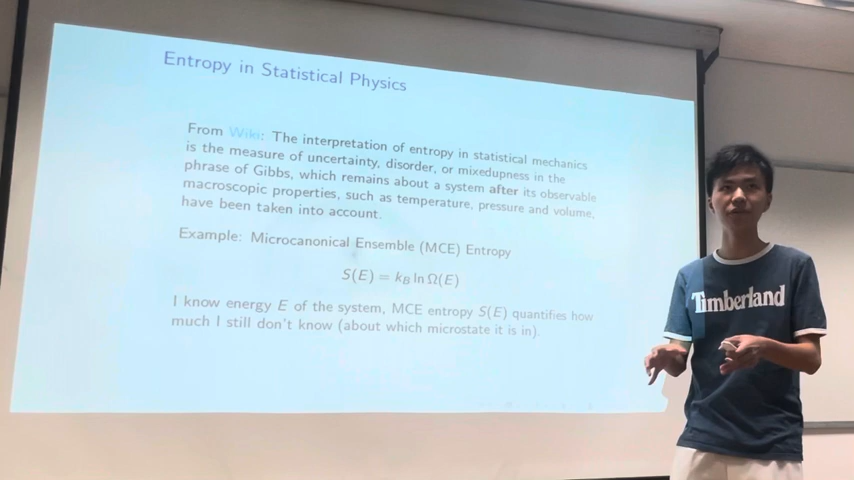 Entropy in Statistical Physics
From Wiki: The interpretation of entropy in statistical mechanics
is the measure of uncertainty, disorder, or mixedupness in the
phrase of Gibbs, which remains about a system after its observable
macroscopic properties, such as temperature, pressure and volume,
have been taken into account.
Example: Microcanonical Ensemble (MCE) Entropy
S(E) = k_B ln Ω(E)
I know energy E of the system, MCE entropy S(E) quantifies how
much I still don't know (about which microstate it is in).
Timberland